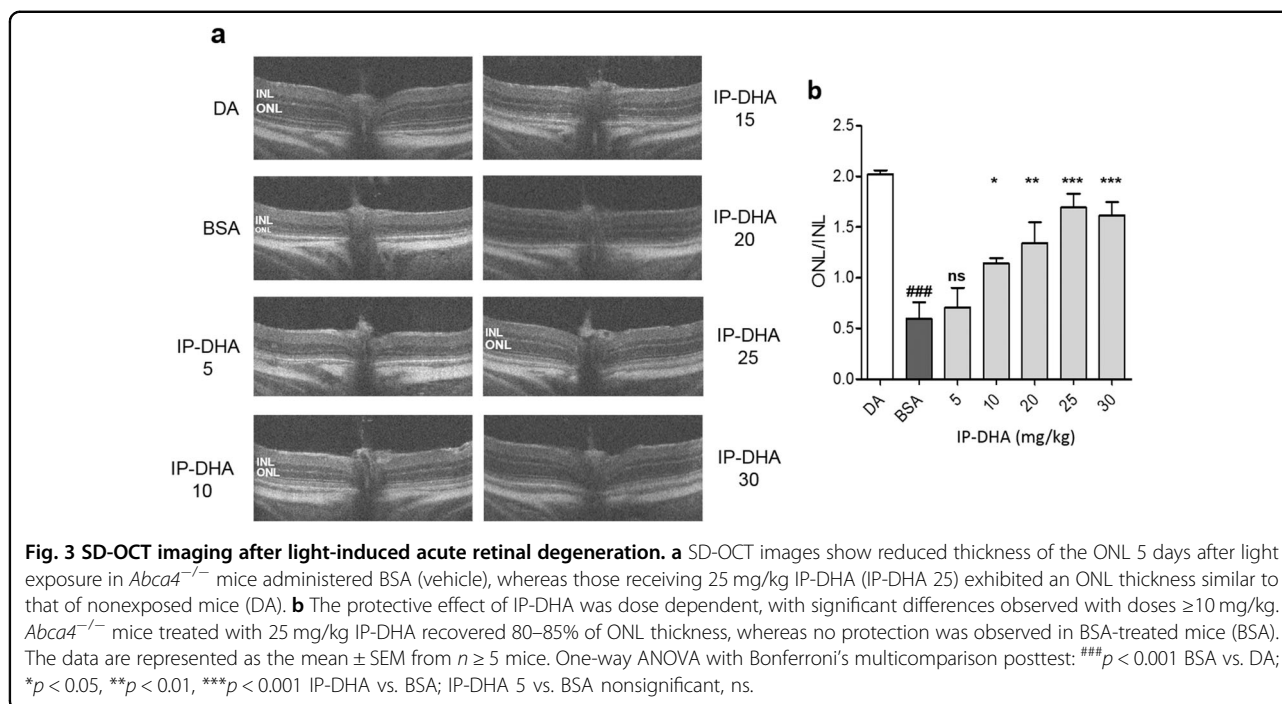 a
DA
INL
ONL
IP-DHA
15
BSA
INL
ONL
IP-DHA
20
IP-DHA
5
INL
ONL
IP-DHA
25
IP-DHA
10
INL
ONL
IP-DHA
30
b
ONL/INL
2.5
2.0
1.5
1.0
0.5
0.0
###
ns
*
**
***
***
DA
BSA
5
10
20
25
30
IP-DHA (mg/kg)
Fig. 3 SD-OCT imaging after light-induced acute retinal degeneration. a SD-OCT images show reduced thickness of the ONL 5 days after light
exposure in Abca4−/− mice administered BSA (vehicle), whereas those receiving 25 mg/kg IP-DHA (IP-DHA 25) exhibited an ONL thickness similar to
that of nonexposed mice (DA). b The protective effect of IP-DHA was dose dependent, with significant differences observed with doses ≥10 mg/kg.
Abca4−/− mice treated with 25 mg/kg IP-DHA recovered 80–85% of ONL thickness, whereas no protection was observed in BSA-treated mice (BSA).
The data are represented as the mean ± SEM from n ≥ 5 mice. One-way ANOVA with Bonferroni's multicomparison posttest: ###p < 0.001 BSA vs. DA;
*p < 0.05, **p < 0.01, ***p < 0.001 IP-DHA vs. BSA; IP-DHA 5 vs. BSA nonsignificant, ns.